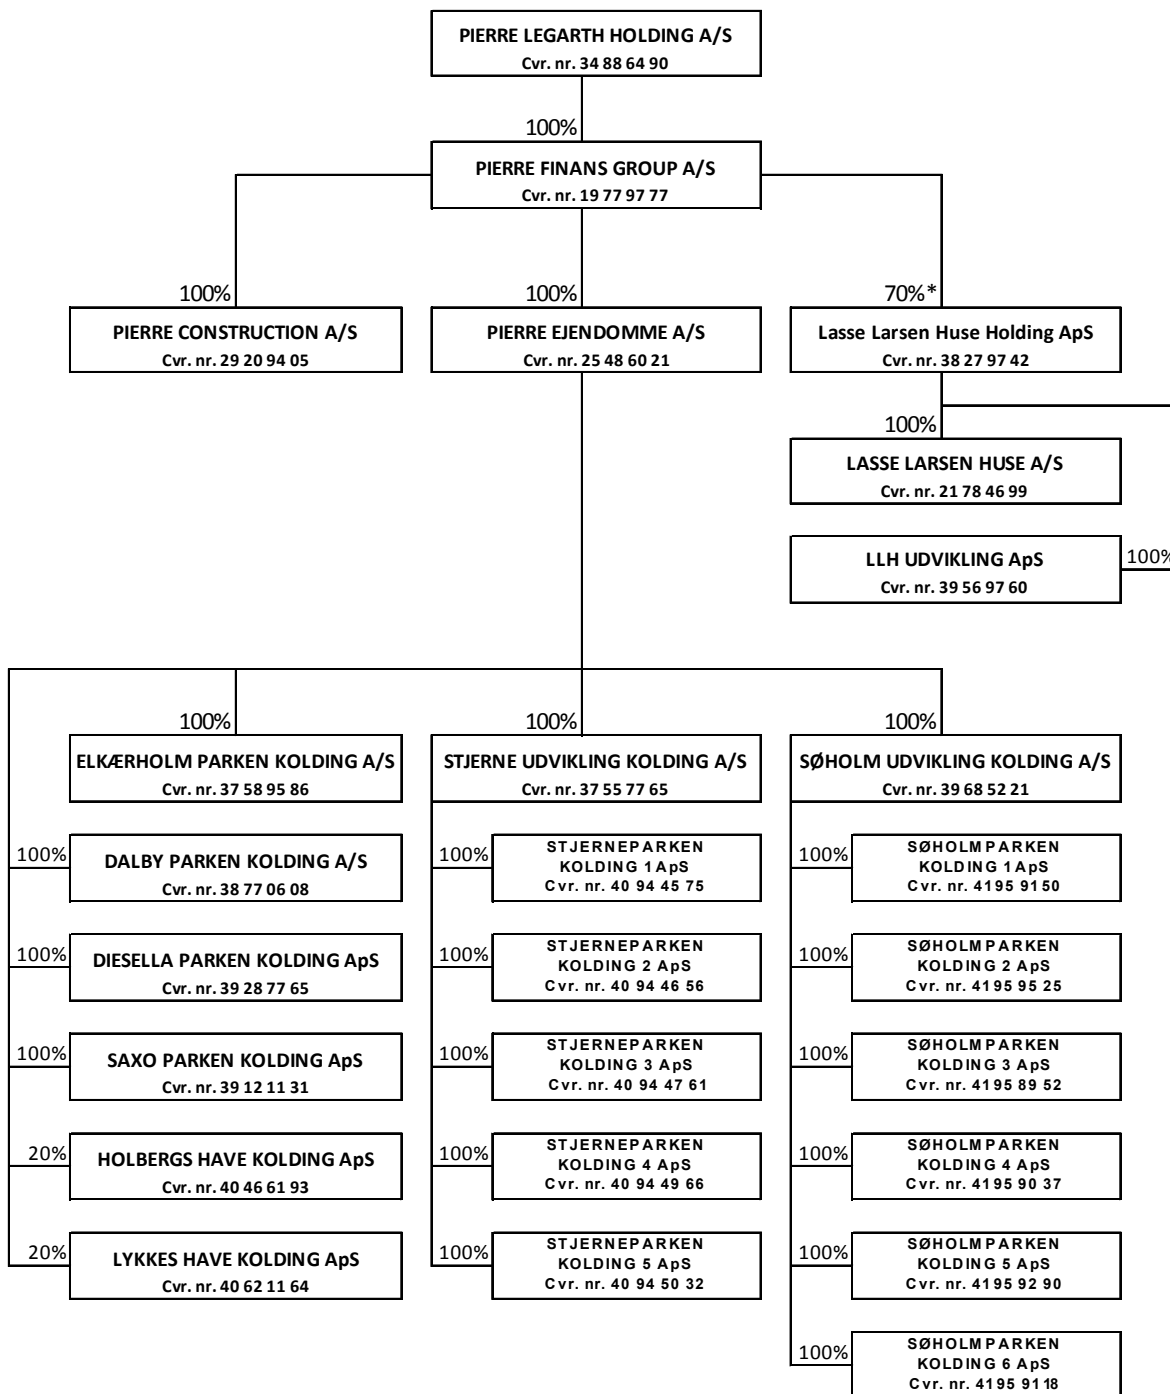 PIERRE LEGARTH HOLDING A/S
Cvr. nr. 34 88 64 90
100%
PIERRE FINANS GROUP A/S
Cvr. nr. 19 77 97 77
100%
100%
70%*
PIERRE CONSTRUCTION A/S
Cvr. nr. 29 20 94 05
PIERRE EJENDOMME A/S
Cvr. nr. 25 48 60 21
Lasse Larsen Huse Holding ApS
Cvr. nr. 38 27 97 42
100%
LASSE LARSEN HUSE A/S
Cvr. nr. 21 78 46 99
LLH UDVIKLING ApS
Cvr. nr. 39 56 97 60
100%
100%
100%
100%
ELKÆRHOLM PARKEN KOLDING A/S
Cvr. nr. 37 58 95 86
STJERNE UDVIKLING KOLDING A/S
Cvr. nr. 37 55 77 65
SØHOLM UDVIKLING KOLDING A/S
Cvr. nr. 39 68 52 21
100%
DALBY PARKEN KOLDING A/S
Cvr. nr. 38 77 06 08
100%
STJERNEPARKEN
KOLDING 1 ApS
Cvr. nr. 40 94 45 75
100%
SØHOLMPARKEN
KOLDING 1 ApS
Cvr. nr. 41 95 91 50
100%
DIESELLA PARKEN KOLDING ApS
Cvr. nr. 39 28 77 65
100%
STJERNEPARKEN
KOLDING 2 ApS
Cvr. nr. 40 94 46 56
100%
SØHOLMPARKEN
KOLDING 2 ApS
Cvr. nr. 41 95 95 25
100%
SAXO PARKEN KOLDING ApS
Cvr. nr. 39 12 11 31
100%
STJERNEPARKEN
KOLDING 3 ApS
Cvr. nr. 40 94 47 61
100%
SØHOLMPARKEN
KOLDING 3 ApS
Cvr. nr. 41 95 89 52
20%
HOLBERGS HAVE KOLDING ApS
Cvr. nr. 40 46 61 93
100%
STJERNEPARKEN
KOLDING 4 ApS
Cvr. nr. 40 94 49 66
100%
SØHOLMPARKEN
KOLDING 4 ApS
Cvr. nr. 41 95 90 37
20%
LYKKES HAVE KOLDING ApS
Cvr. nr. 40 62 11 64
100%
STJERNEPARKEN
KOLDING 5 ApS
Cvr. nr. 40 94 50 32
100%
SØHOLMPARKEN
KOLDING 5 ApS
Cvr. nr. 41 95 92 90
100%
SØHOLMPARKEN
KOLDING 6 ApS
Cvr. nr. 41 95 91 18